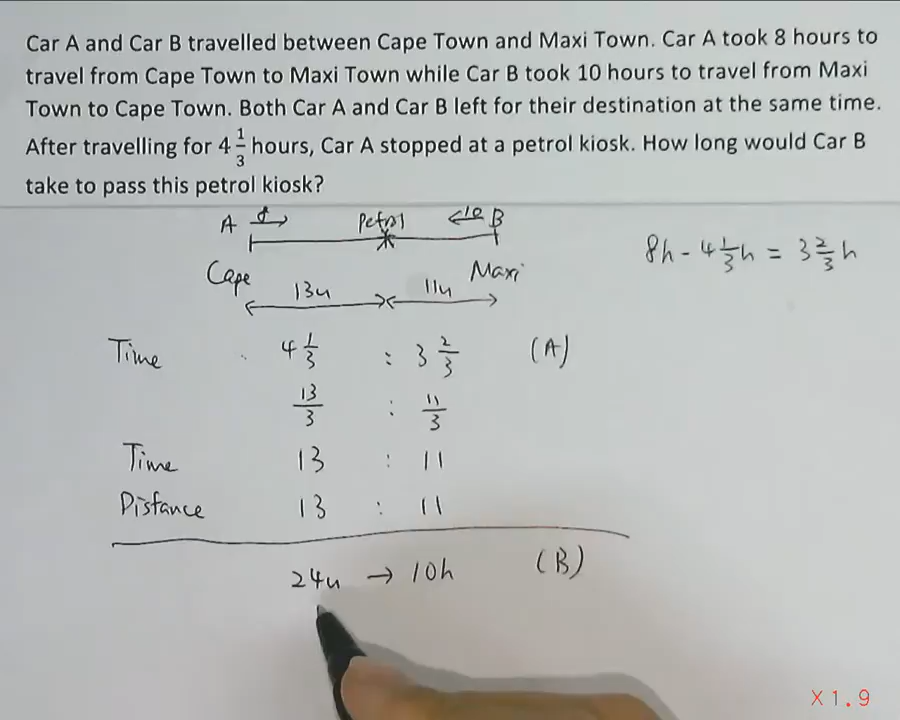 Car A and Car B travelled between Cape Town and Maxi Town. Car A took 8 hours to
travel from Cape Town to Maxi Town while Car B took 10 hours to travel from Maxi
Town to Cape Town. Both Car A and Car B left for their destination at the same time.
After travelling for 4 1/3 hours, Car A stopped at a petrol kiosk. How long would Car B
take to pass this petrol kiosk?
A 8 Petrol 10 B
8h - 4 1/3 h = 3 2/3 h
Cape Maxi
13u 11u
Time 4 1/3 : 3 2/3 (A)
13/3 : 11/3
Time 13 : 11
Distance 13 : 11
24u → 10h (B)
X1.9